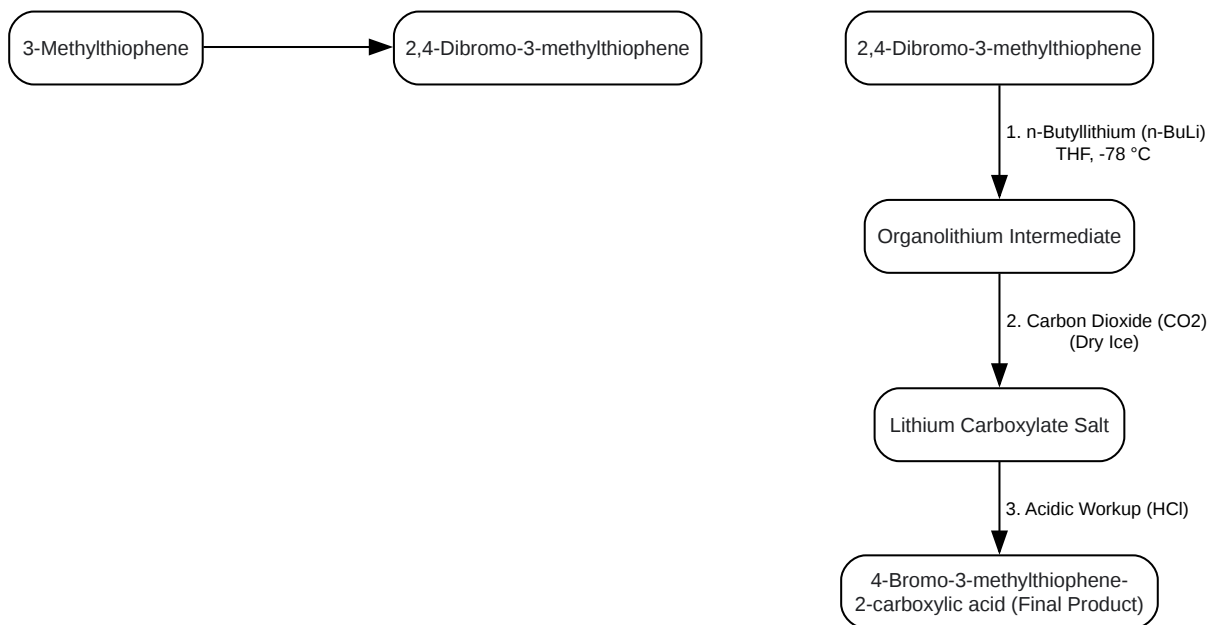 3-Methylthiophene
2,4-Dibromo-3-methylthiophene
2,4-Dibromo-3-methylthiophene
1. n-Butyllithium (n-BuLi)
THF, -78 °C
Organolithium Intermediate
2. Carbon Dioxide (CO2)
(Dry Ice)
Lithium Carboxylate Salt
3. Acidic Workup (HCl)
4-Bromo-3-methylthiophene-
2-carboxylic acid (Final Product)